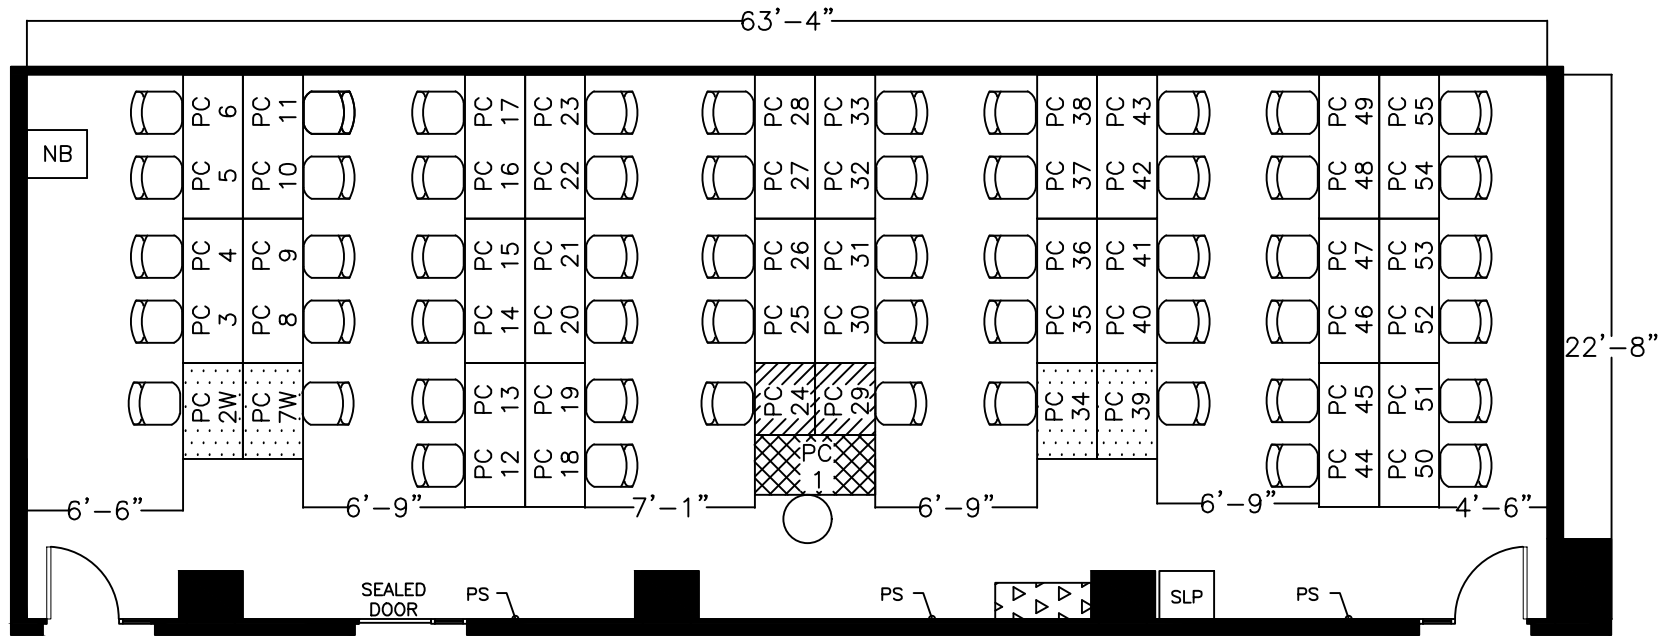 63'-4"
22'-8"
NB
PC 6
PC 11
PC 5
PC 10
PC 4
PC 9
PC 3
PC 8
PC 2W
PC 7W
PC 17
PC 23
PC 16
PC 22
PC 15
PC 21
PC 14
PC 20
PC 13
PC 19
PC 12
PC 18
PC 28
PC 33
PC 27
PC 32
PC 26
PC 31
PC 25
PC 30
PC 24
PC 29
PC
1
PC 38
PC 43
PC 37
PC 42
PC 36
PC 41
PC 35
PC 40
PC 34
PC 39
PC 49
PC 55
PC 48
PC 54
PC 47
PC 53
PC 46
PC 52
PC 45
PC 51
PC 44
PC 50
6'-6"
6'-9"
7'-1"
6'-9"
6'-9"
4'-6"
SEALED
DOOR
PS
PS
SLP
PS